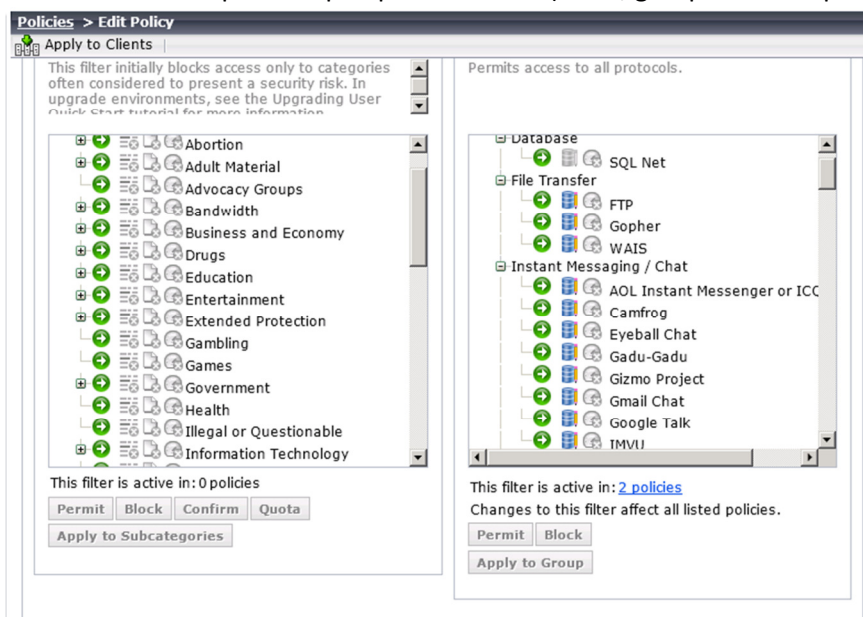 Policies > Edit Policy
Apply to Clients
This filter initially blocks access only to categories
often considered to present a security risk. In
upgrade environments, see the Upgrading User
Quick Start tutorial for more information.
Abortion
Adult Material
Advocacy Groups
Bandwidth
Business and Economy
Drugs
Education
Entertainment
Extended Protection
Gambling
Games
Government
Health
Illegal or Questionable
Information Technology
This filter is active in: 0 policies
Permit Block Confirm Quota
Apply to Subcategories
Permits access to all protocols.
Database
SQL Net
File Transfer
FTP
Gopher
WAIS
Instant Messaging / Chat
AOL Instant Messenger or ICQ
Camfrog
Eyeball Chat
Gadu-Gadu
Gizmo Project
Gmail Chat
Google Talk
IMVU
This filter is active in: 2 policies
Changes to this filter affect all listed policies.
Permit Block
Apply to Group